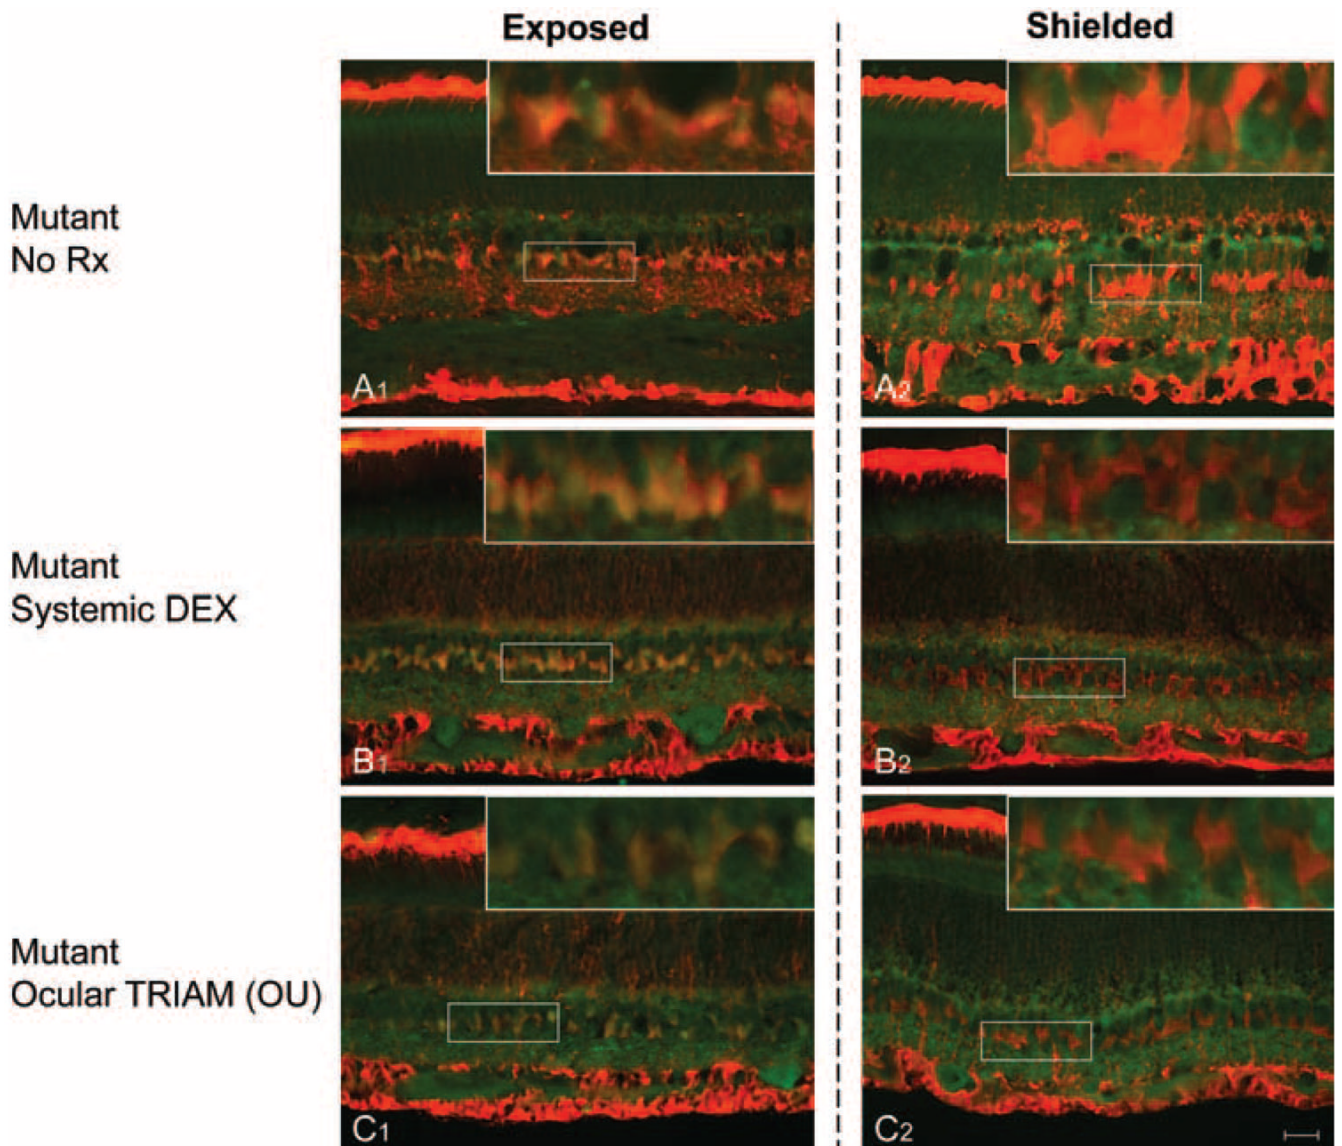 Exposed
Shielded
Mutant
No Rx
A1
A2
Mutant
Systemic DEX
B1
B2
Mutant
Ocular TRIAM (OU)
C1
C2